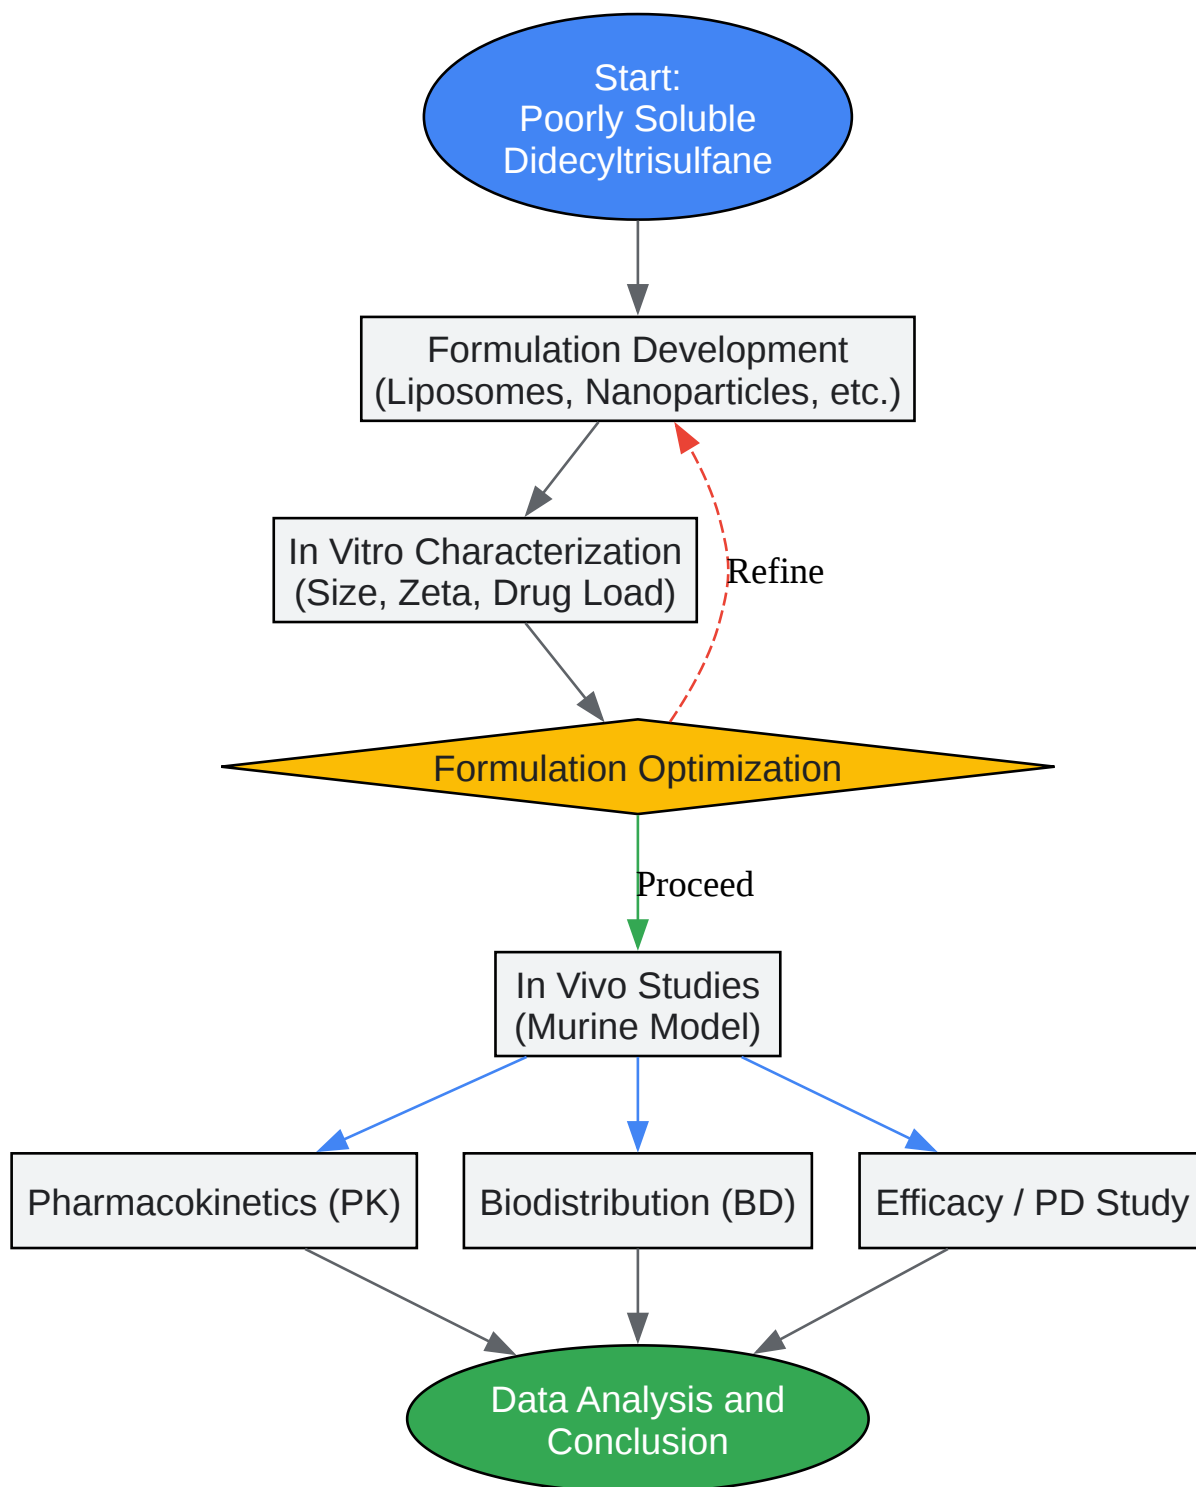 Start:
Poorly Soluble
Didecyltrisulfane
Formulation Development
(Liposomes, Nanoparticles, etc.)
In Vitro Characterization
(Size, Zeta, Drug Load)
Refine
Formulation Optimization
Proceed
In Vivo Studies
(Murine Model)
Pharmacokinetics (PK)
Biodistribution (BD)
Efficacy / PD Study
Data Analysis and
Conclusion